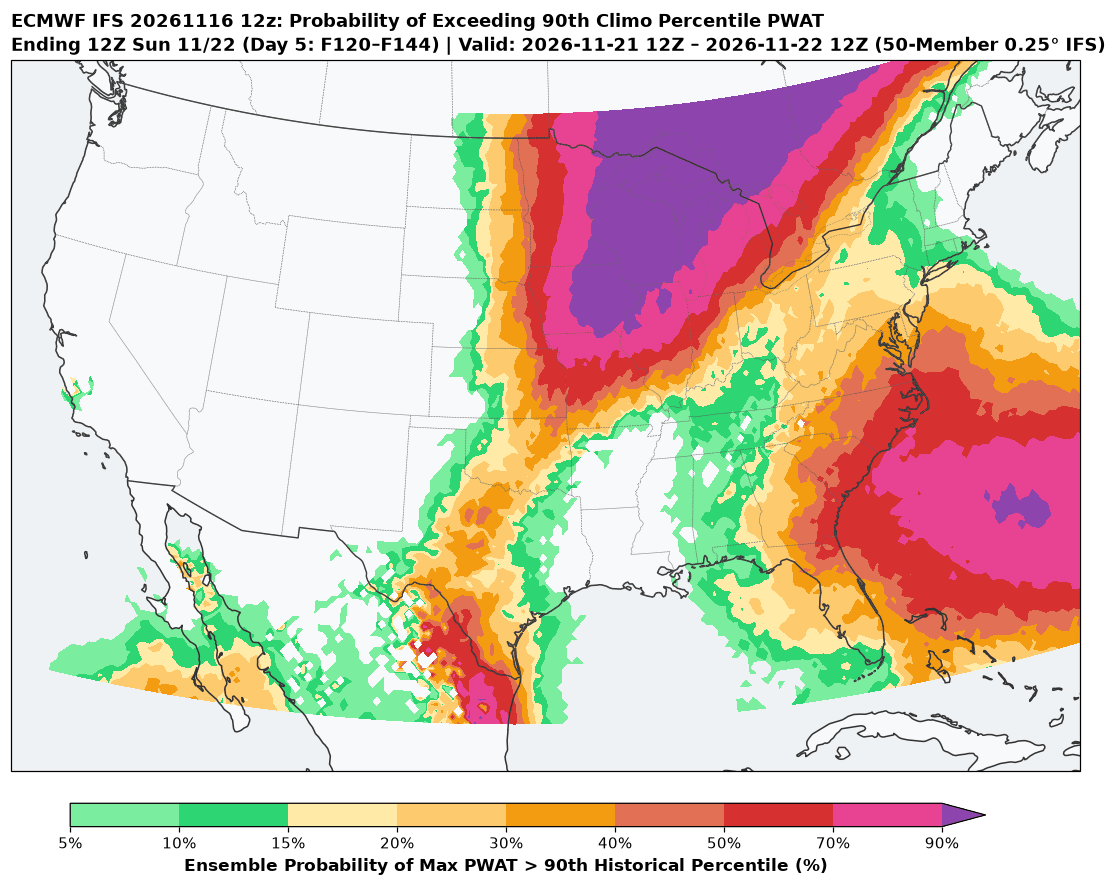 ECMWF IFS 20261116 12z: Probability of Exceeding 90th Climo Percentile PWAT
Ending 12Z Sun 11/22 (Day 5: F120–F144) | Valid: 2026-11-21 12Z – 2026-11-22 12Z (50-Member 0.25° IFS)
5% 10% 15% 20% 30% 40% 50% 70% 90%
Ensemble Probability of Max PWAT > 90th Historical Percentile (%)